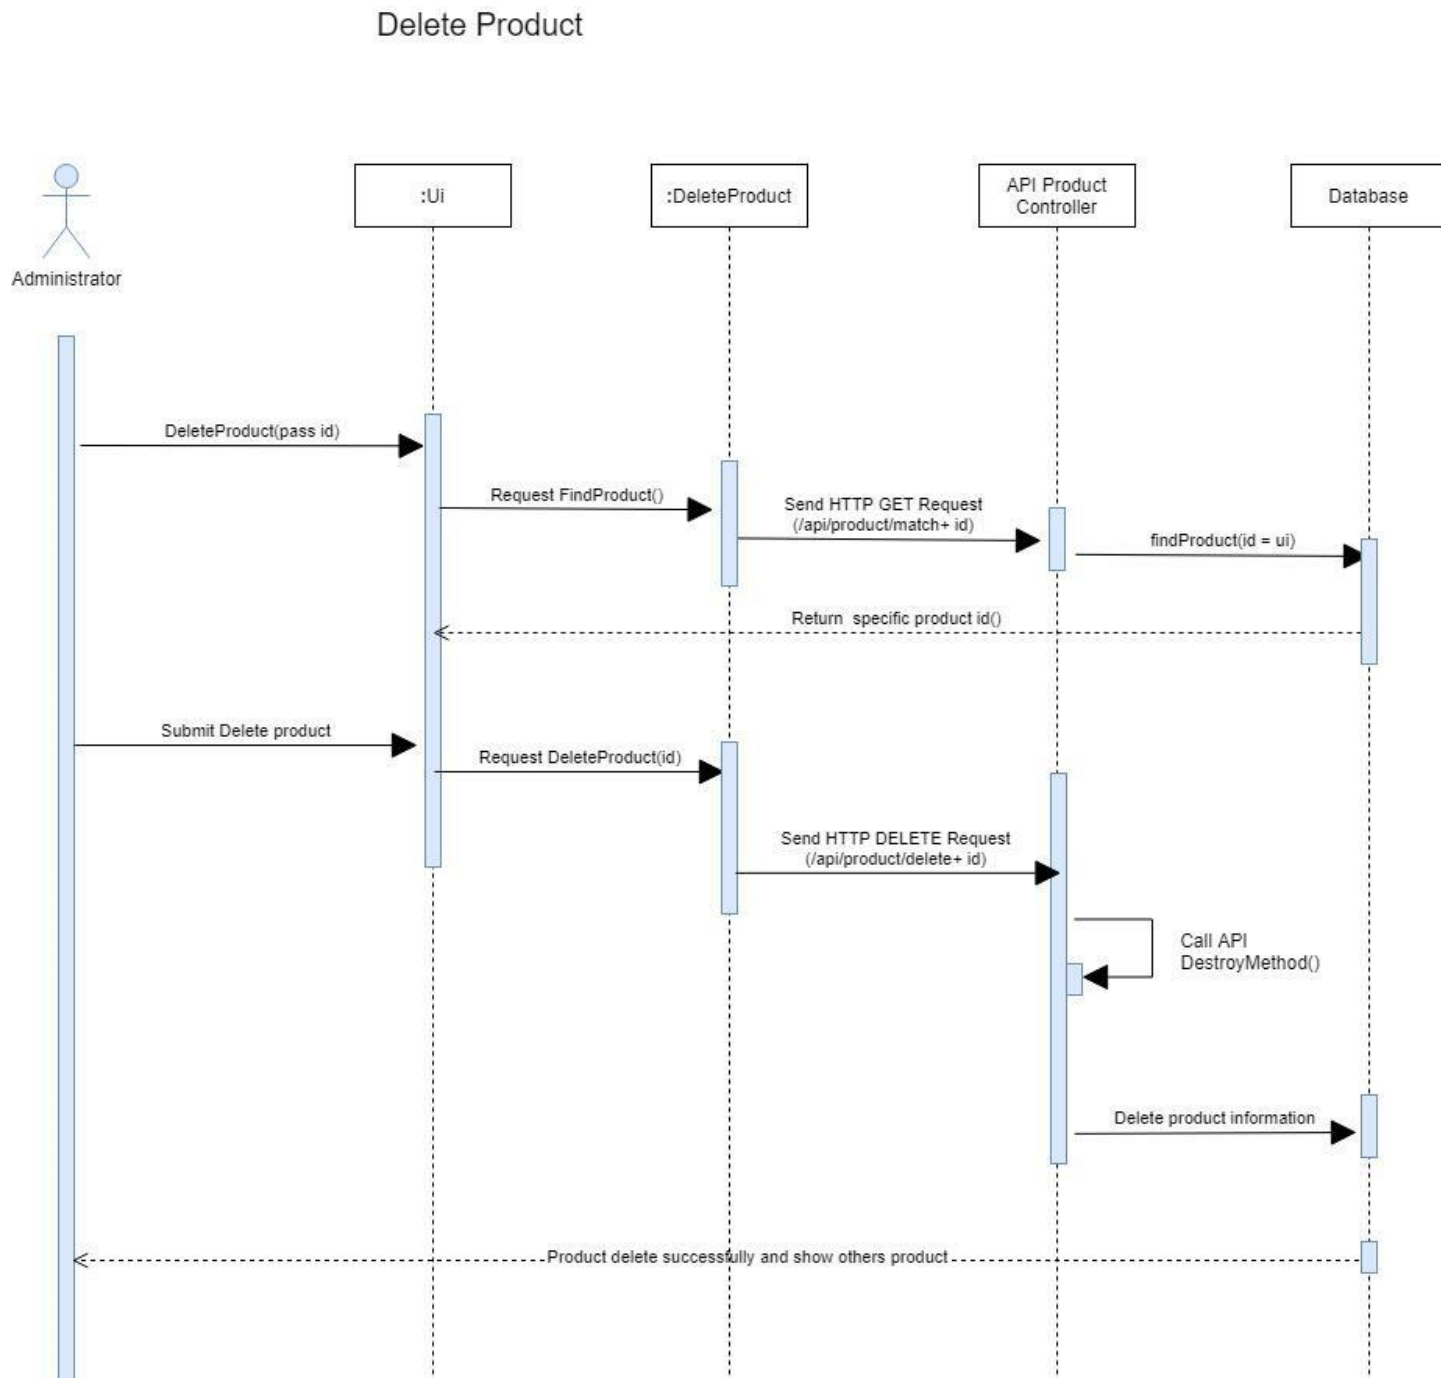 Delete Product
:Ui
:DeleteProduct
API Product
Controller
Database
Administrator
DeleteProduct(pass id)
Request FindProduct()
Send HTTP GET Request
(/api/product/match+ id)
findProduct(id = ui)
Return  specific product id()
Submit Delete product
Request DeleteProduct(id)
Send HTTP DELETE Request
(/api/product/delete+ id)
Call API
DestroyMethod()
Delete product information
Product delete successfully and show others product